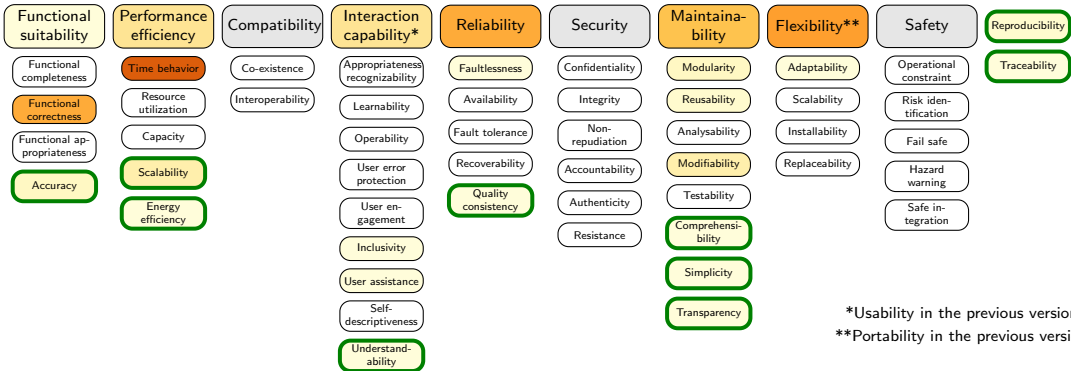 Functional
suitability
Functional
completeness
Functional
correctness
Functional ap-
propriateness
Accuracy
Performance
efficiency
Time behavior
Resource
utilization
Capacity
Scalability
Energy
efficiency
Compatibility
Co-existence
Interoperability
Interaction
capability*
Appropriateness
recognizability
Learnability
Operability
User error
protection
User en-
gagement
Inclusivity
User assistance
Self-
descriptiveness
Understand-
ability
Reliability
Faultlessness
Availability
Fault tolerance
Recoverability
Quality
consistency
Security
Confidentiality
Integrity
Non-
repudiation
Accountability
Authenticity
Resistance
Maintaina-
bility
Modularity
Reusability
Analysability
Modifiability
Testability
Comprehensi-
bility
Simplicity
Transparency
Flexibility**
Adaptability
Scalability
Installability
Replaceability
Safety
Operational
constraint
Risk iden-
tification
Fail safe
Hazard
warning
Safe in-
tegration
Reproducibility
Traceability
*Usability in the previous version
**Portability in the previous versi